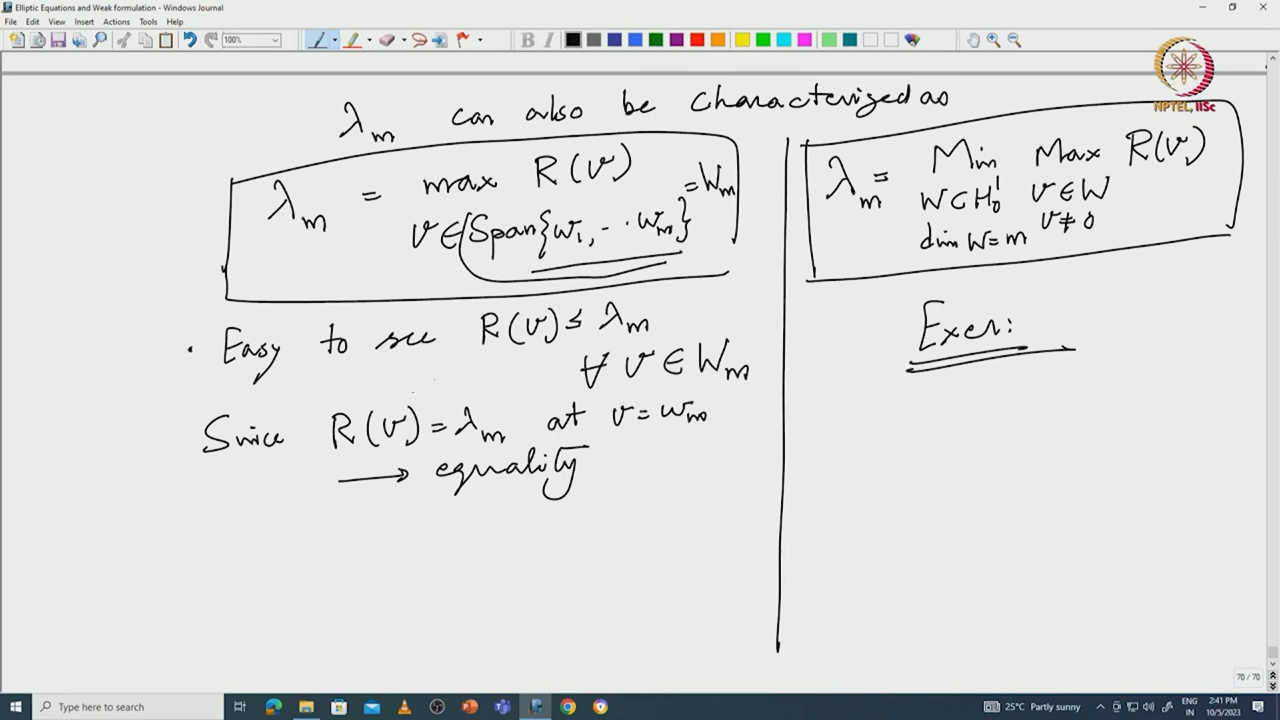 Elliptic Equations and Weak formulation - Windows Journal
File Edit View Insert Actions Tools Help
100%
B I
NPTEL, IISc
λm can also be characterized as
λm = max R(v)
v ∈ Span{w1, -- · wm} = Wm
· Easy to see R(v) ≤ λm
∀ v ∈ Wm
Since R(v) = λm at v = wm
→ equality
λm = Min Max R(v)
W ⊂ H¹₀ v ∈ W
dim W = m v ≠ 0
Exer:
70 / 70
Type here to search
25°C Partly sunny
ENG
IN
2:41 PM
10/5/2023